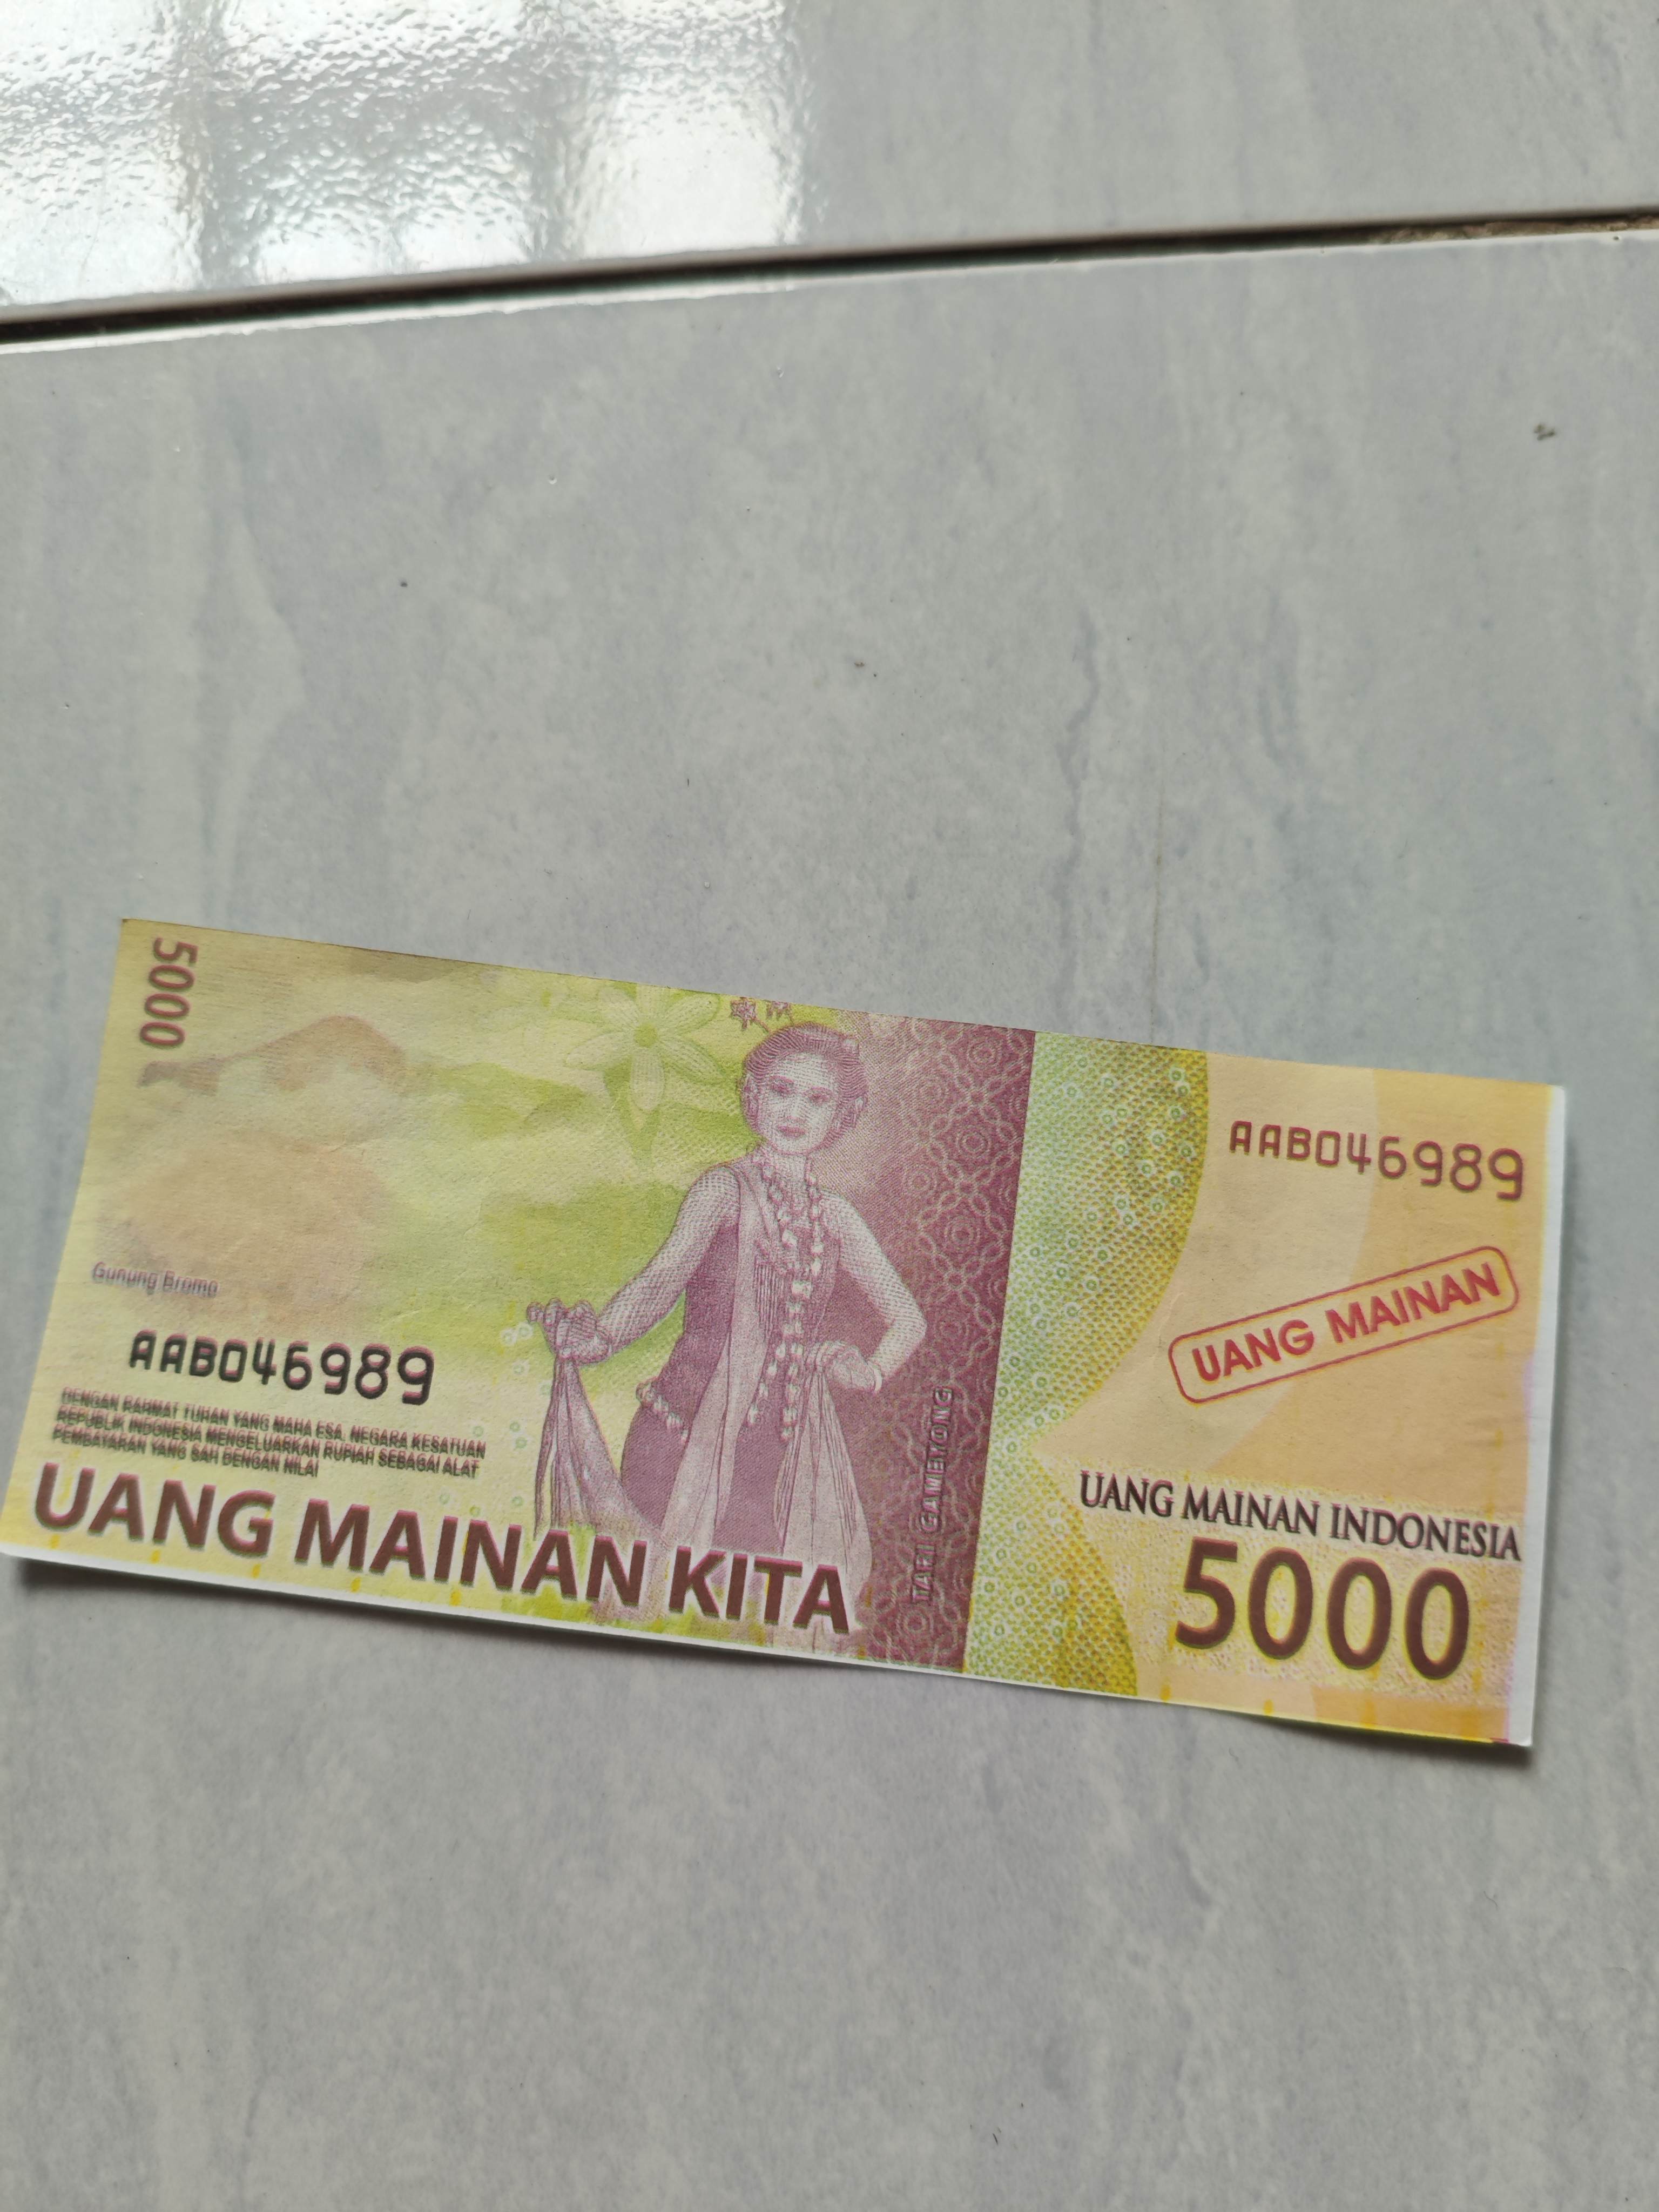 5000
AAB046989
UANG MAINAN
Gunung Bromo
AAB046989
DENGAN RAHMAT TUHAN YANG MAHA ESA, NEGARA KESATUAN
REPUBLIK INDONESIA MENGELUARKAN RUPIAH SEBAGAI ALAT
PEMBAYARAN YANG SAH DENGAN NILAI
UANG MAINAN KITA
TARI GAMBYONG
UANG MAINAN INDONESIA
5000